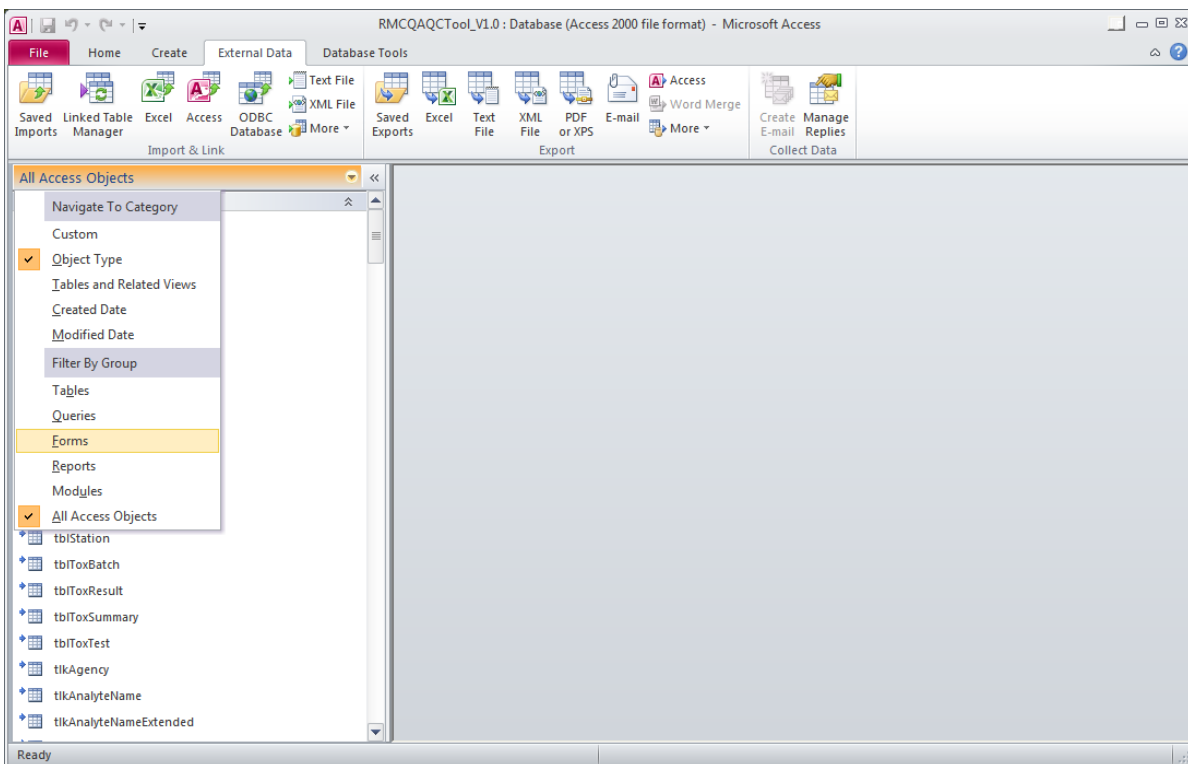 RMCQAQCTool_V1.0 : Database (Access 2000 file format) - Microsoft Access
File Home Create External Data Database Tools
Saved Imports
Linked Table Manager
Excel
Access
ODBC Database
Text File
XML File
More
Import & Link
Saved Exports
Excel
Text File
XML File
PDF or XPS
E-mail
Access
Word Merge
More
Export
Create E-mail
Manage Replies
Collect Data
All Access Objects
Navigate To Category
Custom
Object Type
Tables and Related Views
Created Date
Modified Date
Filter By Group
Tables
Queries
Forms
Reports
Modules
All Access Objects
tblStation
tblToxBatch
tblToxResult
tblToxSummary
tblToxTest
tlkAgency
tlkAnalyteName
tlkAnalyteNameExtended
Ready